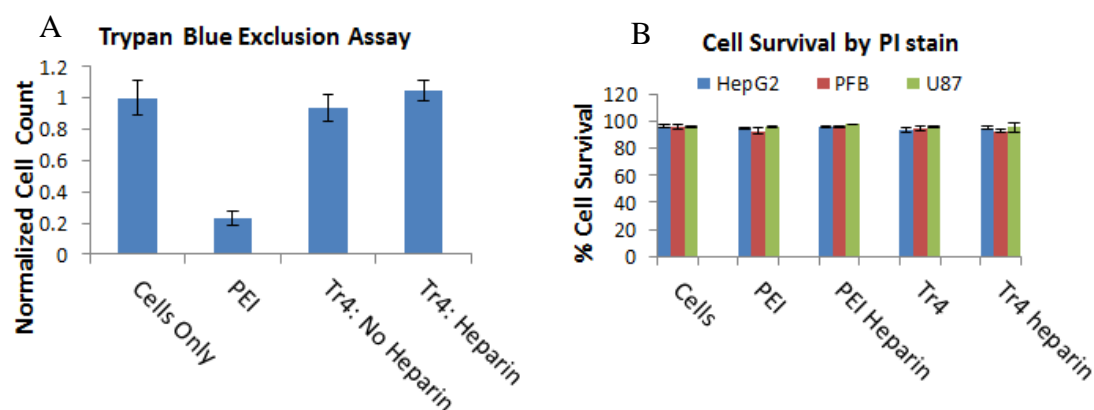 A
Trypan Blue Exclusion Assay
Normalized Cell Count
1.2
1
0.8
0.6
0.4
0.2
0
Cells Only
PEI
Tr4: No Heparin
Tr4: Heparin
B
Cell Survival by PI stain
HepG2 PFB U87
% Cell Survival
120
100
80
60
40
20
0
Cells
PEI
PEI Heparin
Tr4
Tr4 heparin